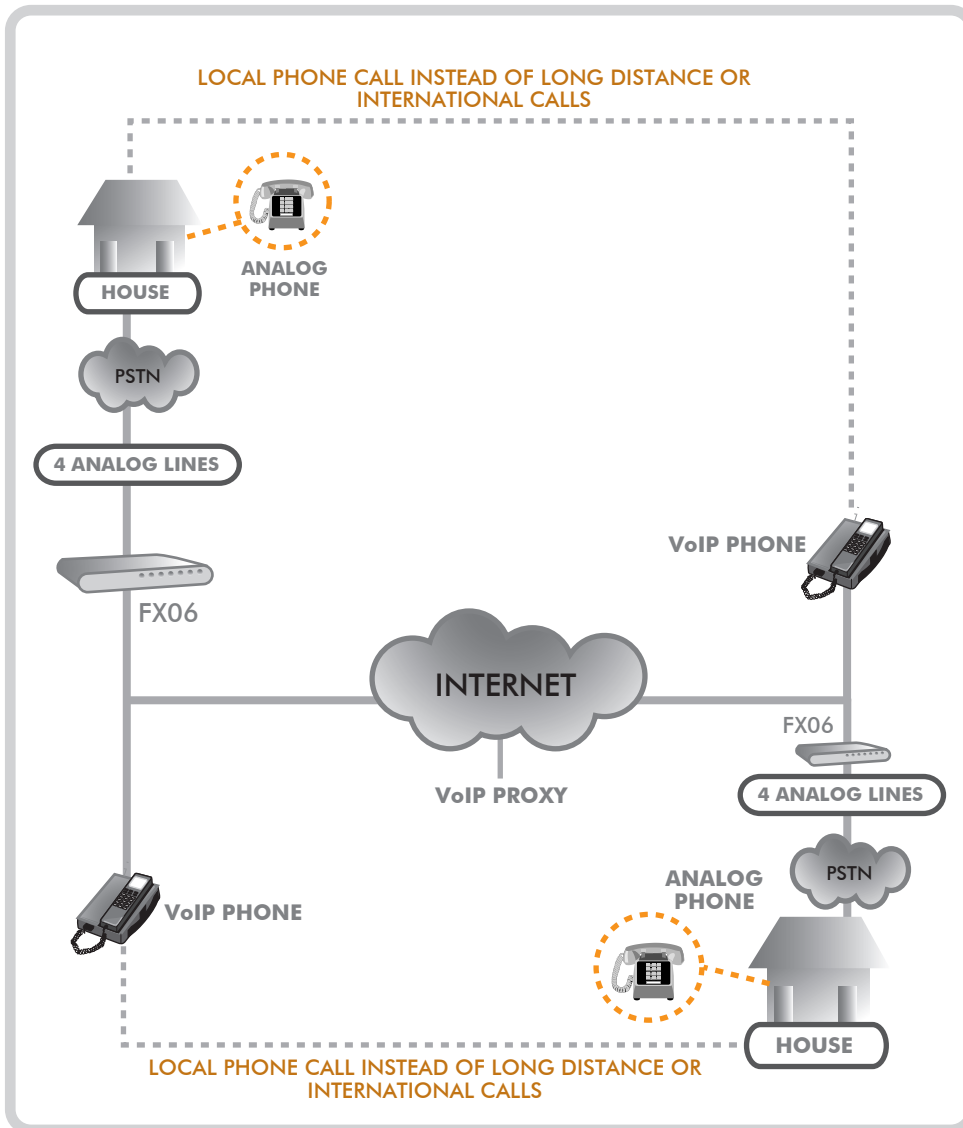 LOCAL PHONE CALL INSTEAD OF LONG DISTANCE OR
INTERNATIONAL CALLS
ANALOG
PHONE
HOUSE
PSTN
4 ANALOG LINES
VoIP PHONE
FX06
INTERNET
FX06
VoIP PROXY
4 ANALOG LINES
ANALOG
PHONE
PSTN
VoIP PHONE
HOUSE
LOCAL PHONE CALL INSTEAD OF LONG DISTANCE OR
INTERNATIONAL CALLS